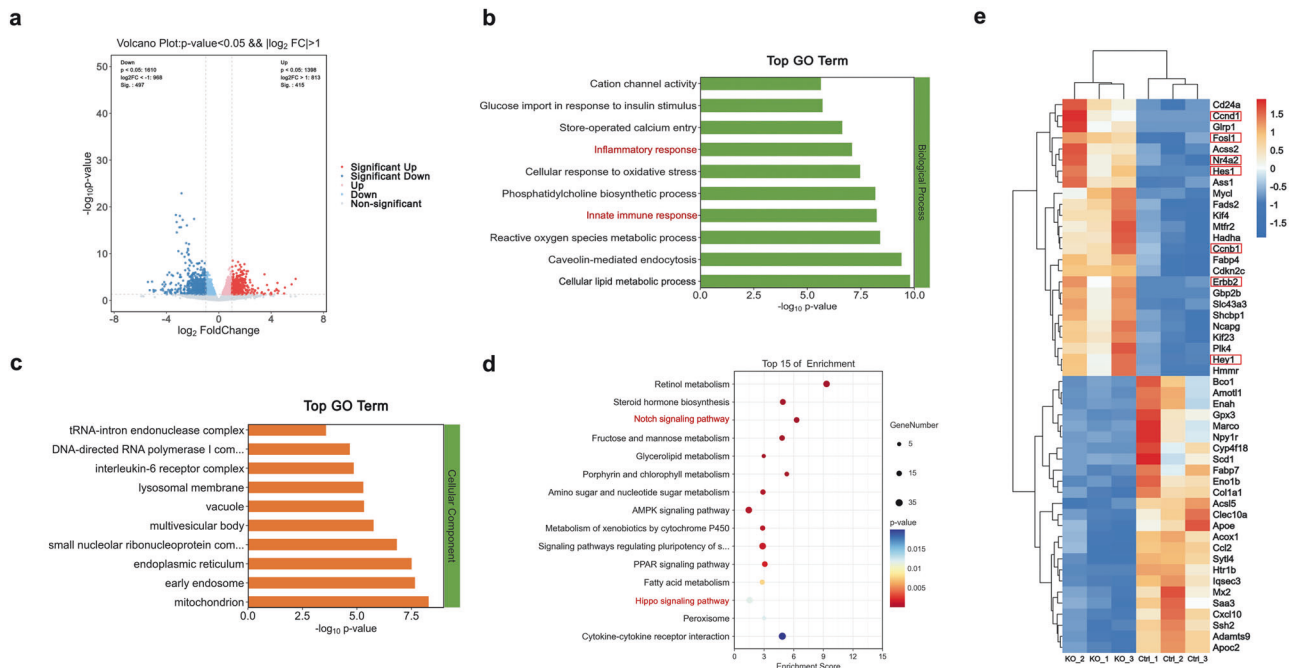 a
Volcano Plot:p-value<0.05 && |log2 FC|>1
Down
p < 0.05: 1610
log2FC < -1: 968
Sig. : 497
Up
p < 0.05: 1398
log2FC > 1: 813
Sig. : 415
50
40
30
20
10
0
-log10p-value
-8
-4
0
4
8
log2 FoldChange
Significant Up
Significant Down
Up
Down
Non-significant
b
Top GO Term
Cation channel activity
Glucose import in response to insulin stimulus
Store-operated calcium entry
Inflammatory response
Cellular response to oxidative stress
Phosphatidylcholine biosynthetic process
Innate immune response
Reactive oxygen species metabolic process
Caveolin-mediated endocytosis
Cellular lipid metabolic process
0.0
2.5
5.0
7.5
10.0
-log10 p-value
Biological Process
c
Top GO Term
tRNA-intron endonuclease complex
DNA-directed RNA polymerase I com...
interleukin-6 receptor complex
lysosomal membrane
vacuole
multivesicular body
small nucleolar ribonucleoprotein com...
endoplasmic reticulum
early endosome
mitochondrion
0.0
2.5
5.0
7.5
-log10 p-value
Cellular Component
d
Top 15 of Enrichment
Retinol metabolism
Steroid hormone biosynthesis
Notch signaling pathway
Fructose and mannose metabolism
Glycerolipid metabolism
Porphyrin and chlorophyll metabolism
Amino sugar and nucleotide sugar metabolism
AMPK signaling pathway
Metabolism of xenobiotics by cytochrome P450
Signaling pathways regulating pluripotency of s...
PPAR signaling pathway
Fatty acid metabolism
Hippo signaling pathway
Peroxisome
Cytokine-cytokine receptor interaction
0
3
6
9
12
15
Enrichment Score
GeneNumber
5
15
35
p-value
0.015
0.01
0.005
e
Cd24a
Ccnd1
Glrp1
Fosl1
Acss2
Nr4a2
Hes1
Ass1
Mycl
Fads2
Kif4
Mtfr2
Hadha
Ccnb1
Fabp4
Cdkn2c
Erbb2
Gbp2b
Slc43a3
Shcbp1
Ncapg
Kif23
Plk4
Hey1
Hmmr
Bco1
Amotl1
Enah
Gpx3
Marco
Npy1r
Cyp4f18
Scd1
Fabp7
Eno1b
Col1a1
Acsl5
Clec10a
Apoe
Acox1
Ccl2
Sytl4
Htr1b
Iqsec3
Mx2
Saa3
Cxcl10
Ssh2
Adamts9
Apoc2
KO_2
KO_1
KO_3
Ctrl_1
Ctrl_2
Ctrl_3
1.5
1
0.5
0
-0.5
-1
-1.5